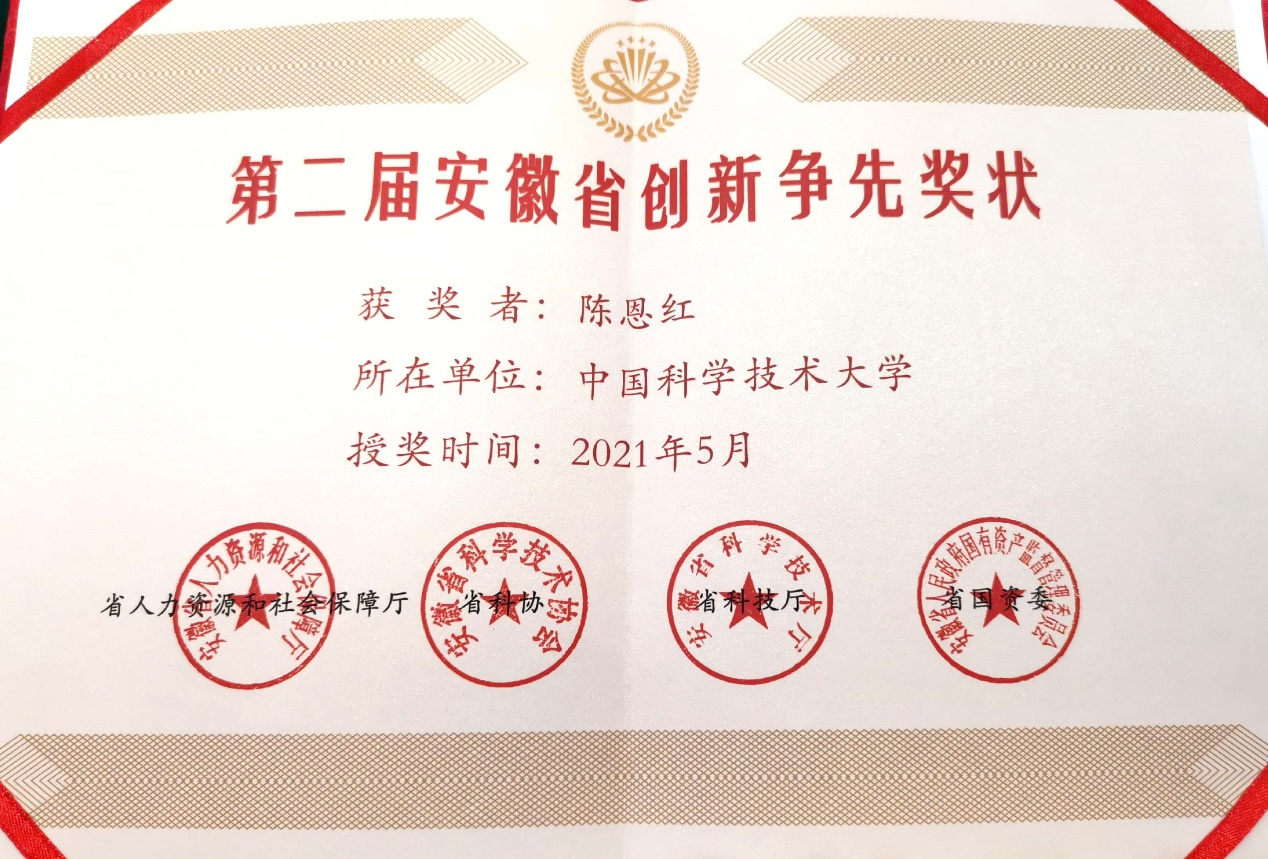 第二届安徽省创新争先奖状
获奖者：陈恩红
所在单位：中国科学技术大学
授奖时间：2021年5月
省人力资源和社会保障厅 省科协 省科技厅 省国资委
安徽省人力资源和社会保障厅
安徽省科学技术协会
安徽省科学技术厅
安徽省人民政府国有资产监督管理委员会